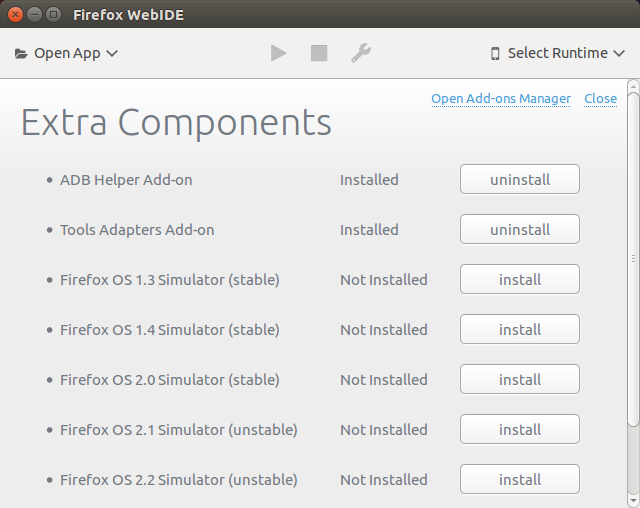 Firefox WebIDE
Open App
Select Runtime
Open Add-ons Manager Close
Extra Components
ADB Helper Add-on Installed uninstall
Tools Adapters Add-on Installed uninstall
Firefox OS 1.3 Simulator (stable) Not Installed install
Firefox OS 1.4 Simulator (stable) Not Installed install
Firefox OS 2.0 Simulator (stable) Not Installed install
Firefox OS 2.1 Simulator (unstable) Not Installed install
Firefox OS 2.2 Simulator (unstable) Not Installed install